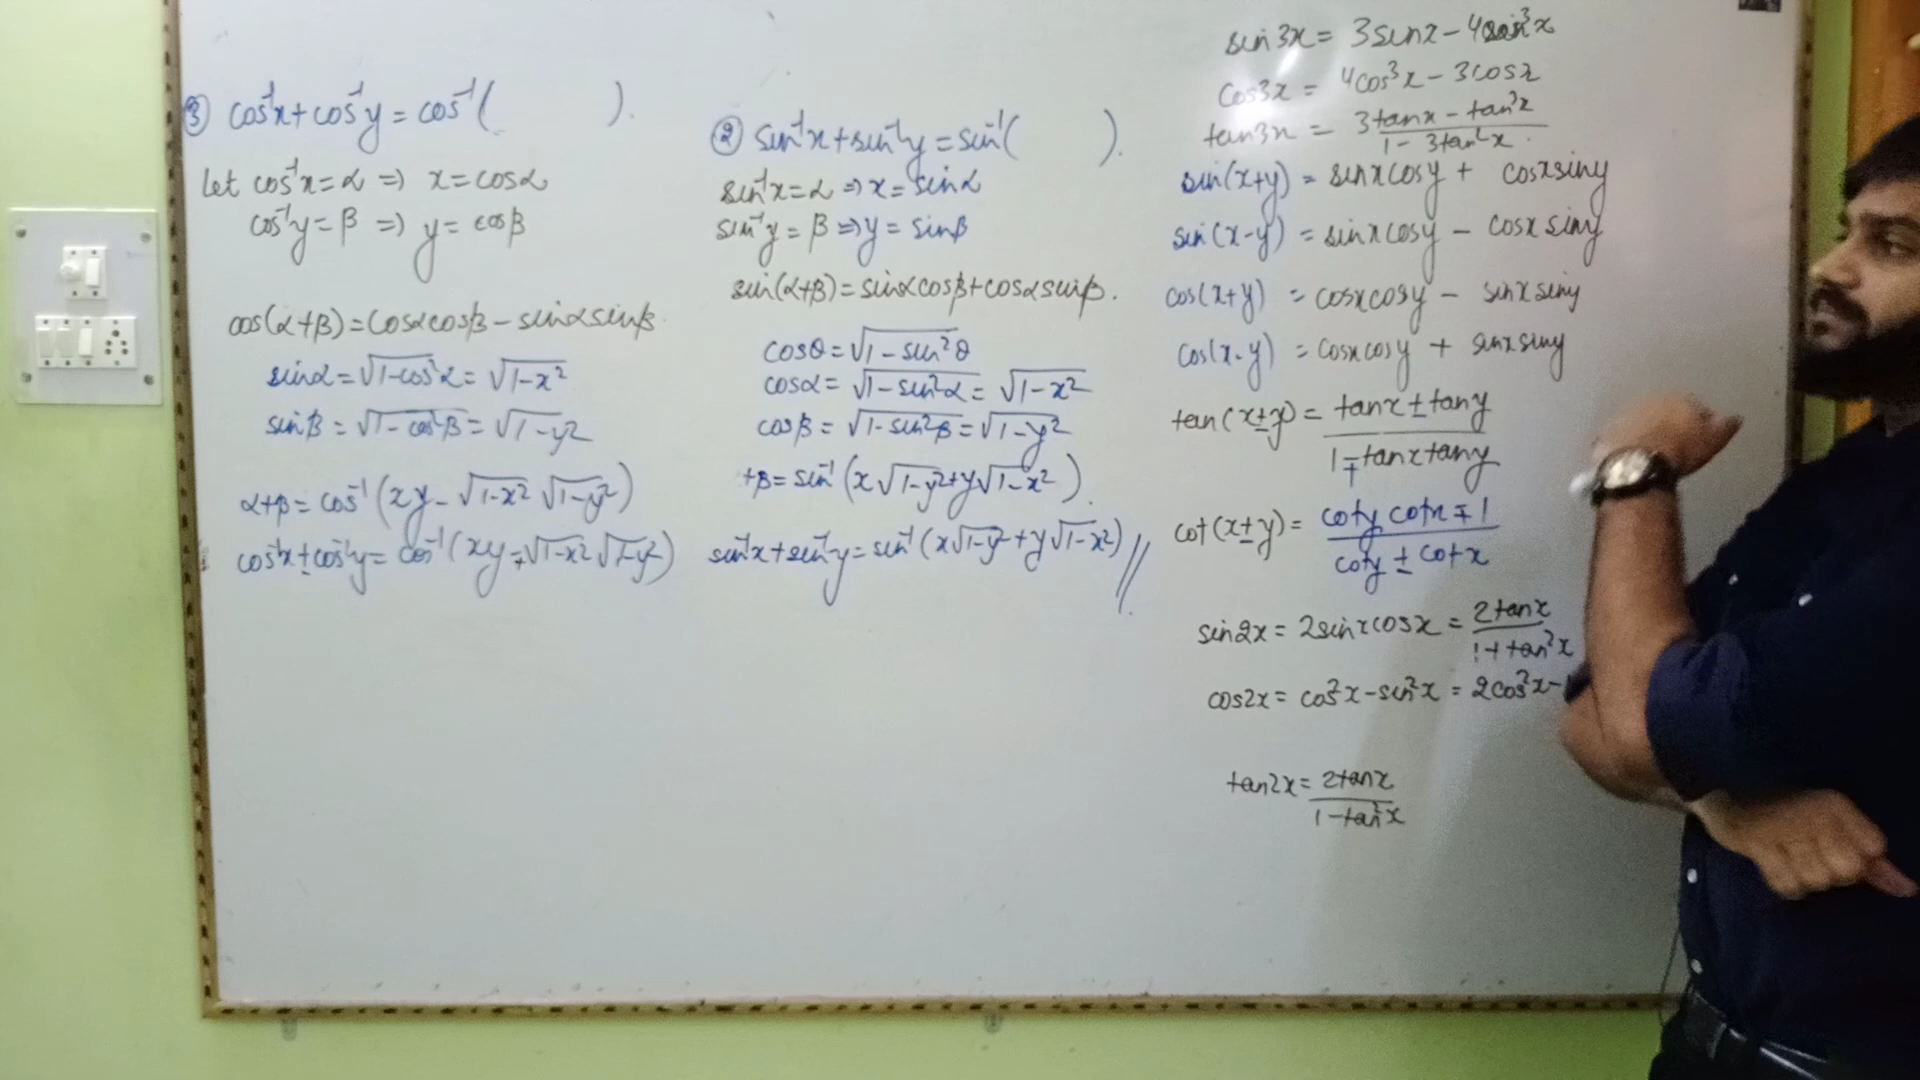 ③ cos⁻¹x + cos⁻¹y = cos⁻¹( ).
Let cos⁻¹x = α ⇒ x = cosα
cos⁻¹y = β ⇒ y = cosβ
cos(α+β) = cosαcosβ − sinαsinβ.
sinα = √(1−cos²α) = √(1−x²)
sinβ = √(1−cos²β) = √(1−y²)
α+β = cos⁻¹(xy − √(1−x²) √(1−y²))
cos⁻¹x ± cos⁻¹y = cos⁻¹(xy ∓ √(1−x²) √(1−y²))
② sin⁻¹x + sin⁻¹y = sin⁻¹( ).
sin⁻¹x = α ⇒ x = sinα
sin⁻¹y = β ⇒ y = sinβ
sin(α+β) = sinαcosβ + cosαsinβ.
cosθ = √(1−sin²θ)
cosα = √(1−sin²α) = √(1−x²)
cosβ = √(1−sin²β) = √(1−y²)
+β = sin⁻¹(x√(1−y²) + y√(1−x²)).
sin⁻¹x + sin⁻¹y = sin⁻¹(x√(1−y²) + y√(1−x²)) //
sin3x = 3sinx − 4sin³x
cos3x = 4cos³x − 3cosx
tan3x = (3tanx − tan³x)/(1 − 3tan²x).
sin(x+y) = sinxcosy + cosxsiny
sin(x−y) = sinxcosy − cosxsiny
cos(x+y) = cosxcosy − sinxsiny
cos(x−y) = cosxcosy + sinxsiny
tan(x±y) = (tanx ± tany)/(1 ∓ tanxtany)
cot(x±y) = (coty cotx ∓ 1)/(coty ± cotx)
sin2x = 2sinxcosx = 2tanx/(1+tan²x)
cos2x = cos²x − sin²x = 2cos²x −
tan2x = 2tanx/(1−tan²x)